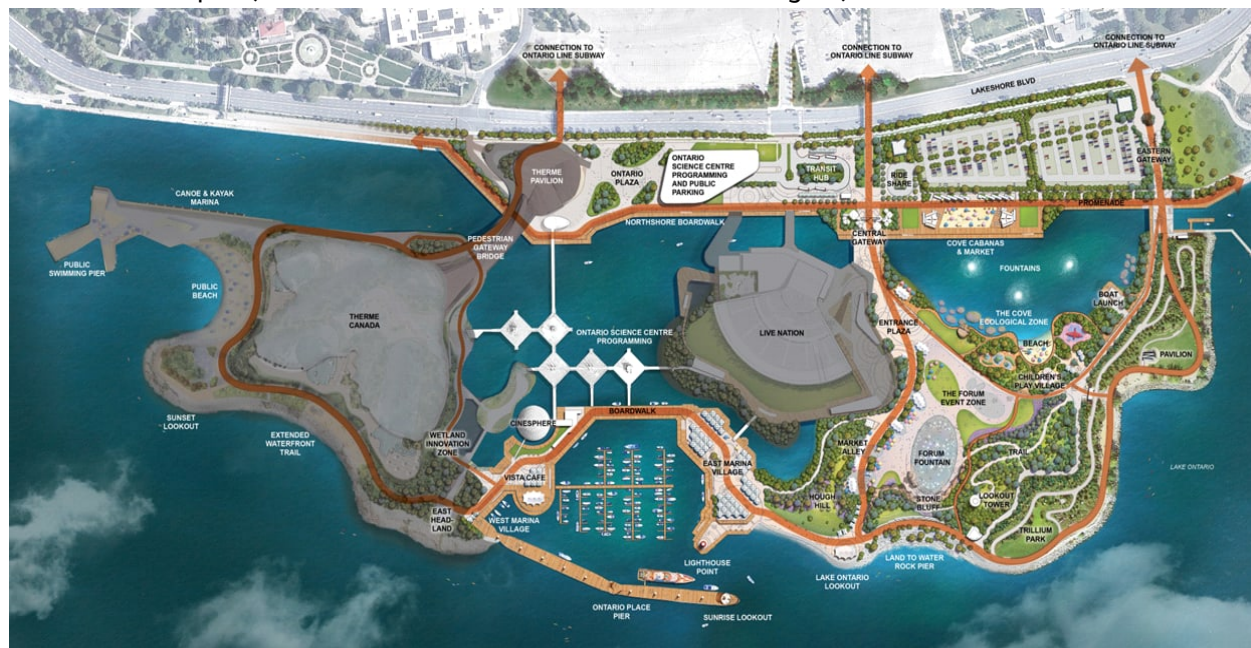 CONNECTION TO
ONTARIO LINE SUBWAY
CONNECTION TO
ONTARIO LINE SUBWAY
CONNECTION TO
ONTARIO LINE SUBWAY
LAKESHORE BLVD
EASTERN
GATEWAY
ONTARIO
SCIENCE CENTRE
PROGRAMMING
AND PUBLIC
PARKING
THERME
PAVILION
ONTARIO
PLAZA
TRANSIT
HUB
RIDE
SHARE
PROMENADE
CANOE & KAYAK
MARINA
NORTHSHORE BOARDWALK
CENTRAL
GATEWAY
COVE CABANAS
& MARKET
PEDESTRIAN
GATEWAY
BRIDGE
PUBLIC
SWIMMING PIER
FOUNTAINS
PUBLIC
BEACH
BOAT
LAUNCH
THERME
CANADA
ONTARIO SCIENCE CENTRE
PROGRAMMING
LIVE NATION
ENTRANCE
PLAZA
THE COVE
ECOLOGICAL ZONE
BEACH
PAVILION
CHILDREN'S
PLAY VILLAGE
THE FORUM
EVENT ZONE
SUNSET
LOOKOUT
BOARDWALK
CINESPHERE
EXTENDED
WATERFRONT
TRAIL
WETLAND
INNOVATION
ZONE
MARKET
ALLEY
FORUM
FOUNTAIN
TRAIL
EAST MARINA
VILLAGE
LAKE ONTARIO
VISTA CAFE
HOUGH
HILL
STONE
BLUFF
LOOKOUT
TOWER
EAST
HEAD-
LAND
WEST MARINA
VILLAGE
TRILLIUM
PARK
LIGHTHOUSE
POINT
LAND TO WATER
ROCK PIER
LAKE ONTARIO
LOOKOUT
ONTARIO PLACE
PIER
SUNRISE LOOKOUT